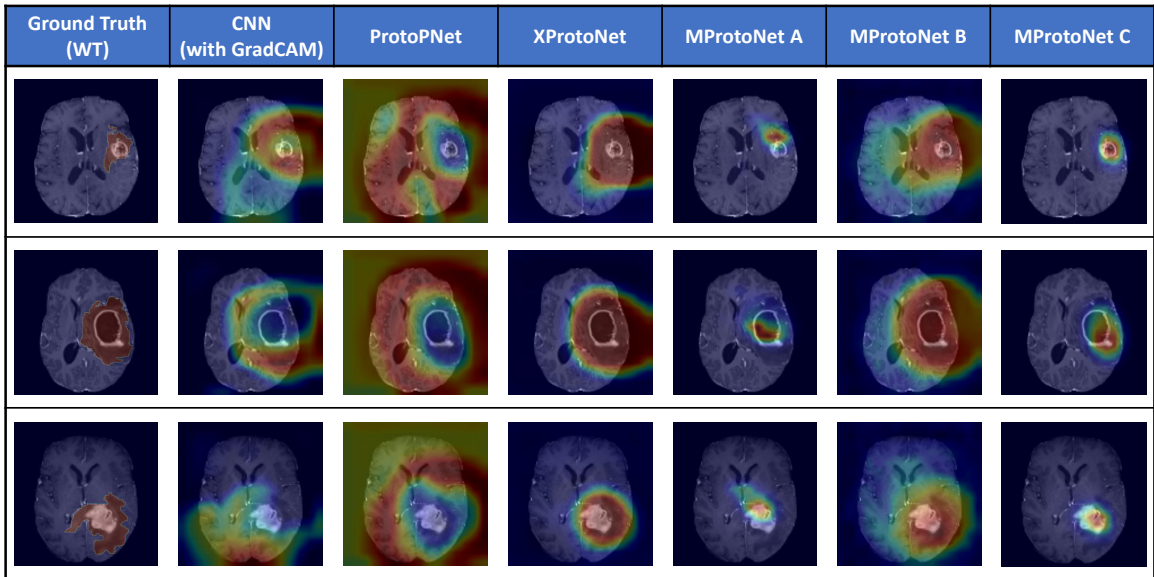 Ground Truth
(WT)
CNN
(with GradCAM)
ProtoPNet
XProtoNet
MProtoNet A
MProtoNet B
MProtoNet C